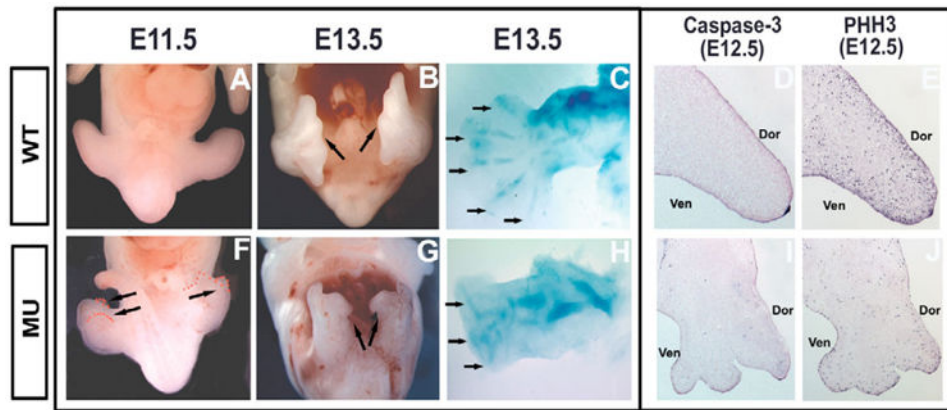 E11.5 E13.5 E13.5 Caspase-3 PHH3
(E12.5) (E12.5)
WT
A B C D E
Dor Dor
Ven Ven
MU
F G H I J
Dor Dor
Ven Ven